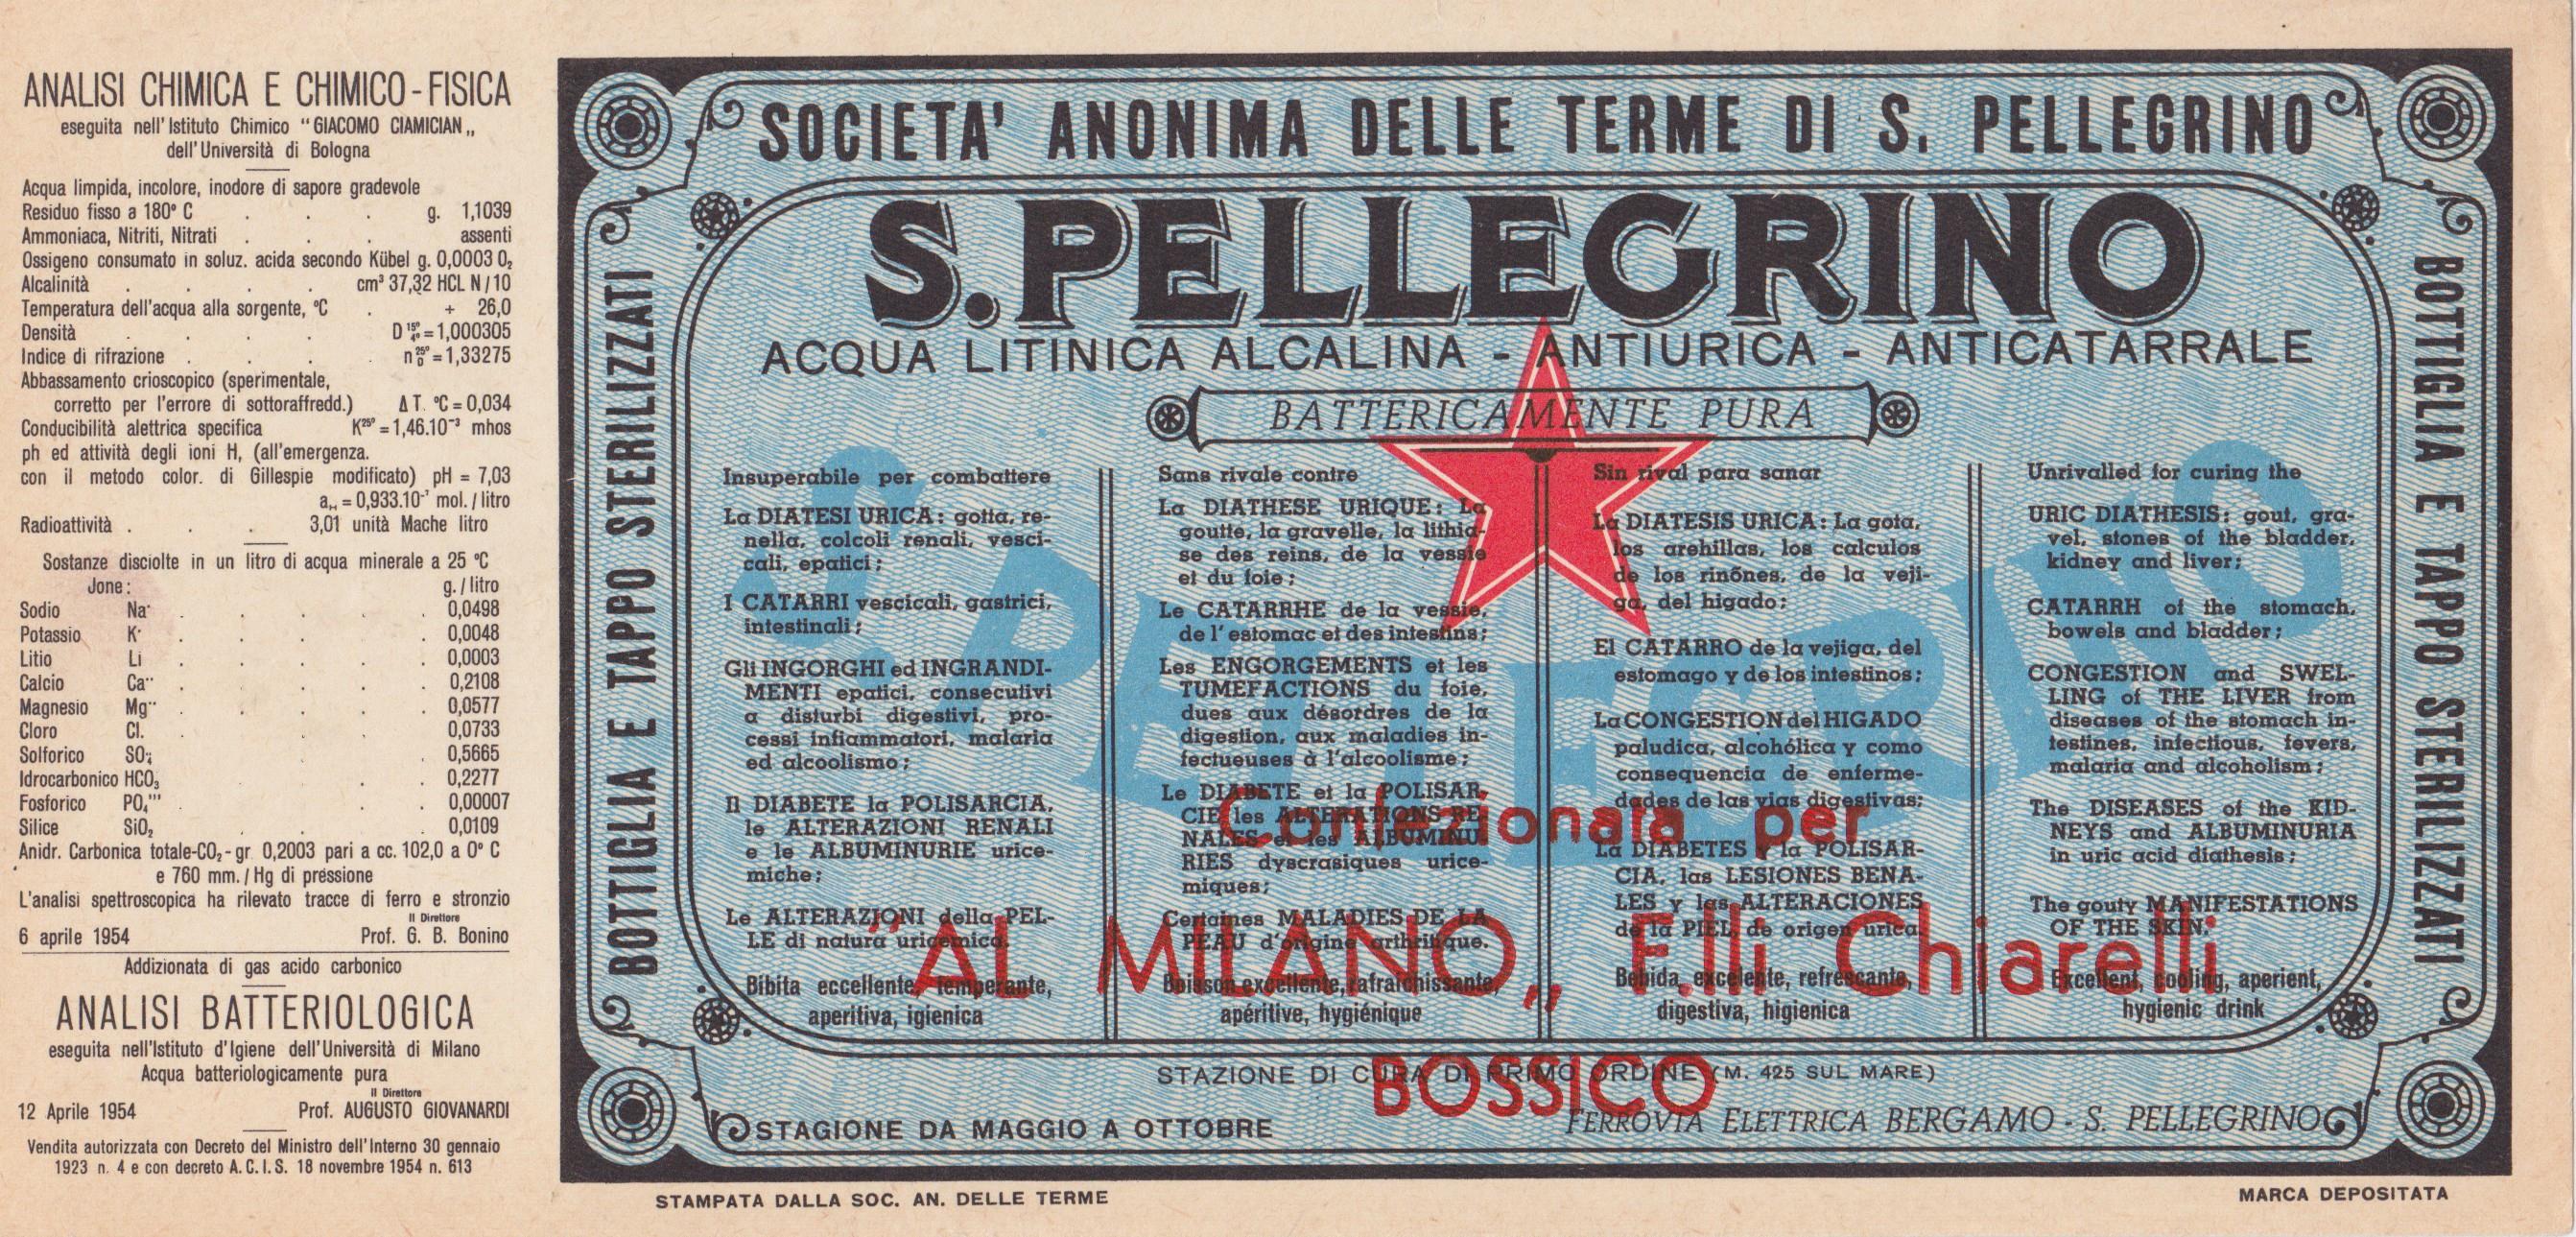 ANALISI CHIMICA E CHIMICO-FISICA
eseguita nell'Istituto Chimico "GIACOMO CIAMICIAN„
dell'Università di Bologna
Acqua limpida, incolore, inodore di sapore gradevole
Residuo fisso a 180° C . . . g. 1,1039
Ammoniaca, Nitriti, Nitrati . . . assenti
Ossigeno consumato in soluz. acida secondo Kübel g. 0,0003 O₂
Alcalinità . . . . cm³ 37,32 HCL N/10
Temperatura dell'acqua alla sorgente, °C . + 26,0
Densità . . . . D 15°/4° = 1,000305
Indice di rifrazione . . . . n 25°/D = 1,33275
Abbassamento crioscopico (sperimentale,
corretto per l'errore di sottoraffredd.) Δ T. °C = 0,034
Conducibilità alettrica specifica K²⁵° = 1,46.10⁻³ mhos
ph ed attività degli ioni H, (all'emergenza.
con il metodo color. di Gillespie modificato) pH = 7,03
aₕ = 0,933.10⁻⁷ mol./litro
Radioattività . . . 3,01 unità Mache litro
Sostanze disciolte in un litro di acqua minerale a 25 °C
Jone: g./litro
Sodio Na· . . . . . 0,0498
Potassio K· . . . . . 0,0048
Litio Li . . . . . 0,0003
Calcio Ca·· . . . . . 0,2108
Magnesio Mg·· . . . . . 0,0577
Cloro Cl. . . . . 0,0733
Solforico SO₄ . . . . 0,5665
Idrocarbonico HCO₃ . . . . 0,2277
Fosforico PO₄''' . . . . 0,00007
Silice SiO₂ . . . . 0,0109
Anidr. Carbonica totale-CO₂-gr 0,2003 pari a cc. 102,0 a 0° C
e 760 mm./Hg di pressione
L'analisi spettroscopica ha rilevato tracce di ferro e stronzio
Il Direttore
6 aprile 1954 Prof. G. B. Bonino
Addizionata di gas acido carbonico
ANALISI BATTERIOLOGICA
eseguita nell'Istituto d'Igiene dell'Università di Milano
Acqua batteriologicamente pura
Il Direttore
12 Aprile 1954 Prof. AUGUSTO GIOVANARDI
Vendita autorizzata con Decreto del Ministro dell'Interno 30 gennaio
1923 n. 4 e con decreto A.C.I.S. 18 novembre 1954 n. 613
SOCIETA' ANONIMA DELLE TERME DI S. PELLEGRINO
BOTTIGLIA E TAPPO STERILIZZATI
S. PELLEGRINO
ACQUA LITINICA ALCALINA - ANTIURICA - ANTICATARRALE
BATTERICAMENTE PURA
S. PELLEGRINO
Insuperabile per combattere
La DIATESI URICA: gotta, re-
nella, colcoli renali, vesci-
cali, epatici;
I CATARRI vescicali, gastrici,
intestinali;
Gli INGORGHI ed INGRANDI-
MENTI epatici, consecutivi
a disturbi digestivi, pro-
cessi infiammatori, malaria
ed alcoolismo;
Il DIABETE la POLISARCIA,
le ALTERAZIONI RENALI
e le ALBUMINURIE urice-
miche;
Le ALTERAZIONI della PEL-
LE di natura uricemica.
Bibita eccellente, temperante,
aperitiva, igienica
Sans rivale contre
La DIATHESE URIQUE: La
goutte, la gravelle, la lithia-
se des reins, de la vessie
et du foie;
Le CATARRHE de la vessie,
de l'estomac et des intestins;
Les ENGORGEMENTS et les
TUMEFACTIONS du foie,
dues aux désordres de la
digestion, aux maladies in-
fectueuses à l'alcoolisme;
Le DIABETE et la POLISAR-
CIE les ALTERATIONS RE-
NALES et les ALBUMINU
RIES dyscrasiques urice-
miques;
Certaines MALADIES DE LA
PEAU d'origine arthritique.
Boisson excellente, rafraîchissante,
apéritive, hygiénique
Sin rival para sanar
La DIATESIS URICA: La gota,
los arehillas, los calculos
de los rinónes, de la veji-
ga, del higado;
El CATARRO de la vejiga, del
estomago y de los intestinos;
La CONGESTION del HIGADO
paludica, alcohólica y como
consequencia de enferme-
dades de las vias digestivas;
La DIABETES y la POLISAR-
CIA, las LESIONES BENA-
LES y las ALTERACIONES
de la PIEL, de origen urica.
Bebida, excelente, refrescante,
digestiva, higienica
Unrivalled for curing the
URIC DIATHESIS: gout, gra-
vel, stones of the bladder,
kidney and liver;
CATARRH of the stomach,
bowels and bladder;
CONGESTION and SWEL-
LING of THE LIVER from
diseases of the stomach in-
testines, infectious, fevers,
malaria and alcoholism;
The DISEASES of the KID-
NEYS and ALBUMINURIA
in uric acid diathesis;
The gouty MANIFESTATIONS
OF THE SKIN.
Excellent, cooling, aperient,
hygienic drink
Confezionata per
"AL MILANO„ F.lli Chiarelli
BOSSICO
STAZIONE DI CURA DI PRIMO ORDINE (M. 425 SUL MARE)
STAGIONE DA MAGGIO A OTTOBRE
FERROVIA ELETTRICA BERGAMO - S. PELLEGRINO
BOTTIGLIA E TAPPO STERILIZZATI
STAMPATA DALLA SOC. AN. DELLE TERME
MARCA DEPOSITATA